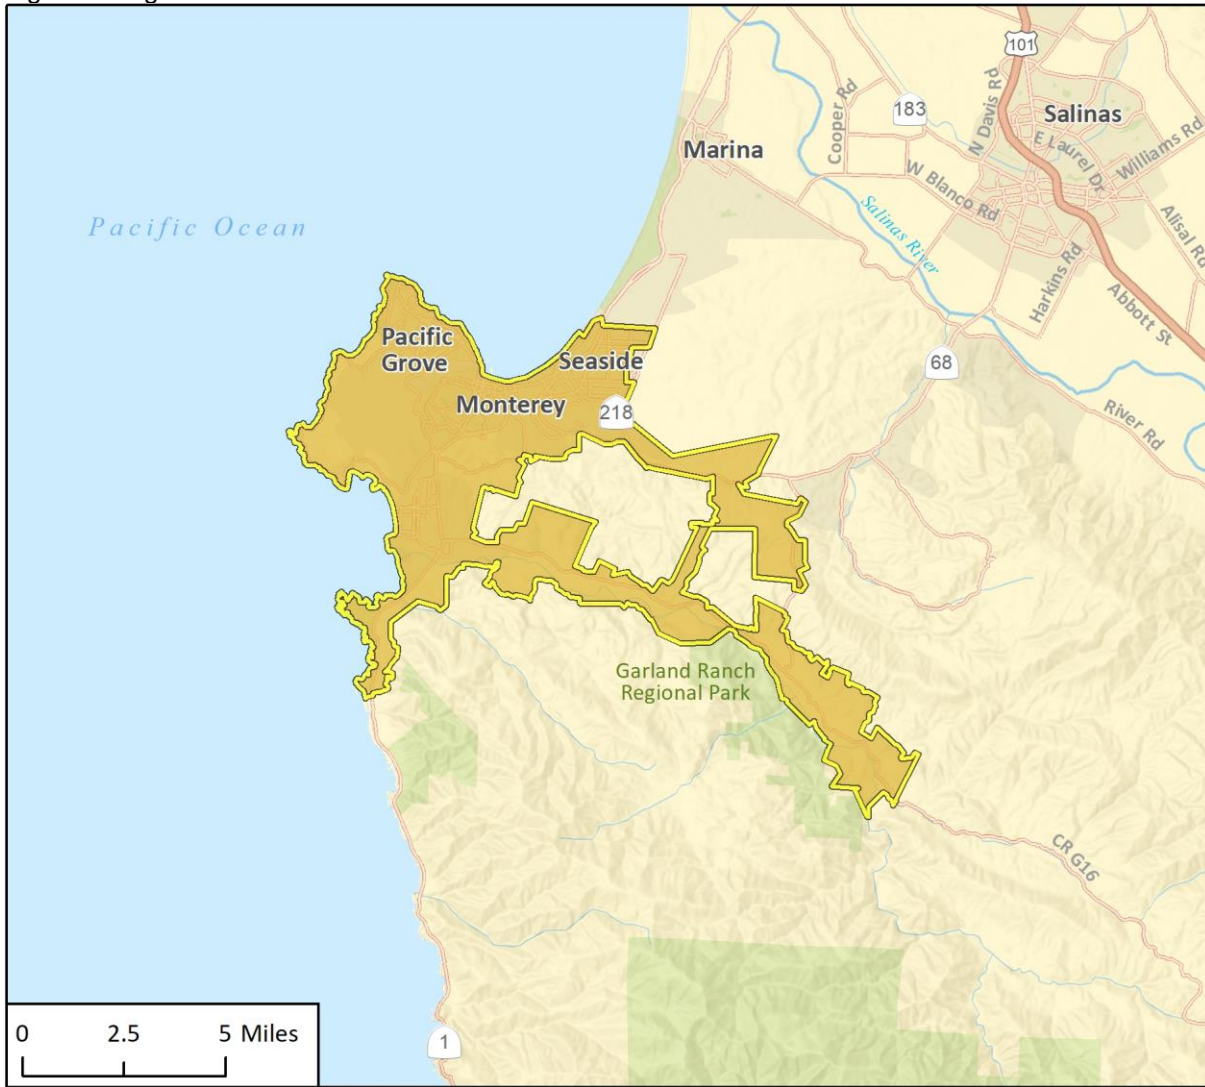 101
183
Salinas
N Davis Rd
E Laurel Dr
Williams Rd
Cooper Rd
Marina
W Blanco Rd
Salinas River
Alisal Rd
Pacific Ocean
Harkins Rd
Abbott St
Pacific
Grove
Seaside
68
Monterey
218
River Rd
Garland Ranch
Regional Park
CR G16
0 2.5 5 Miles
1